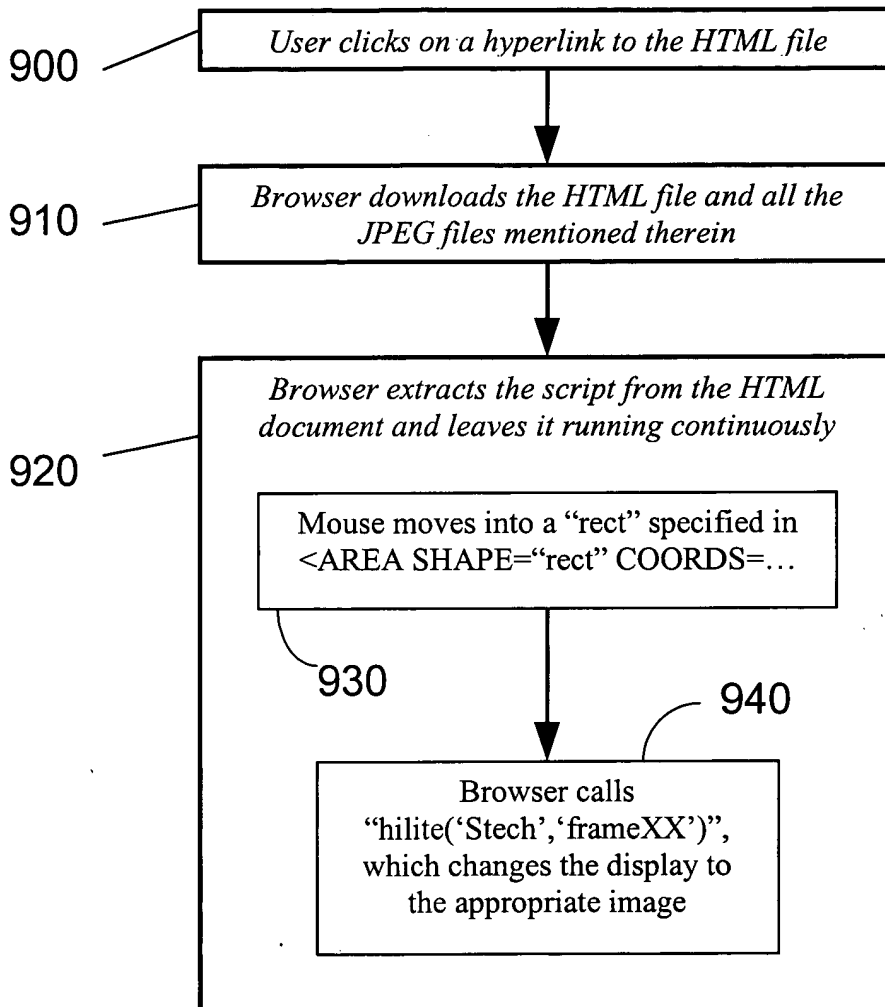 900
User clicks on a hyperlink to the HTML file
910
Browser downloads the HTML file and all the
JPEG files mentioned therein
920
Browser extracts the script from the HTML
document and leaves it running continuously
Mouse moves into a “rect” specified in
<AREA SHAPE=“rect” COORDS=…
930
940
Browser calls
“hilite(‘Stech’,‘frameXX’)”,
which changes the display to
the appropriate image